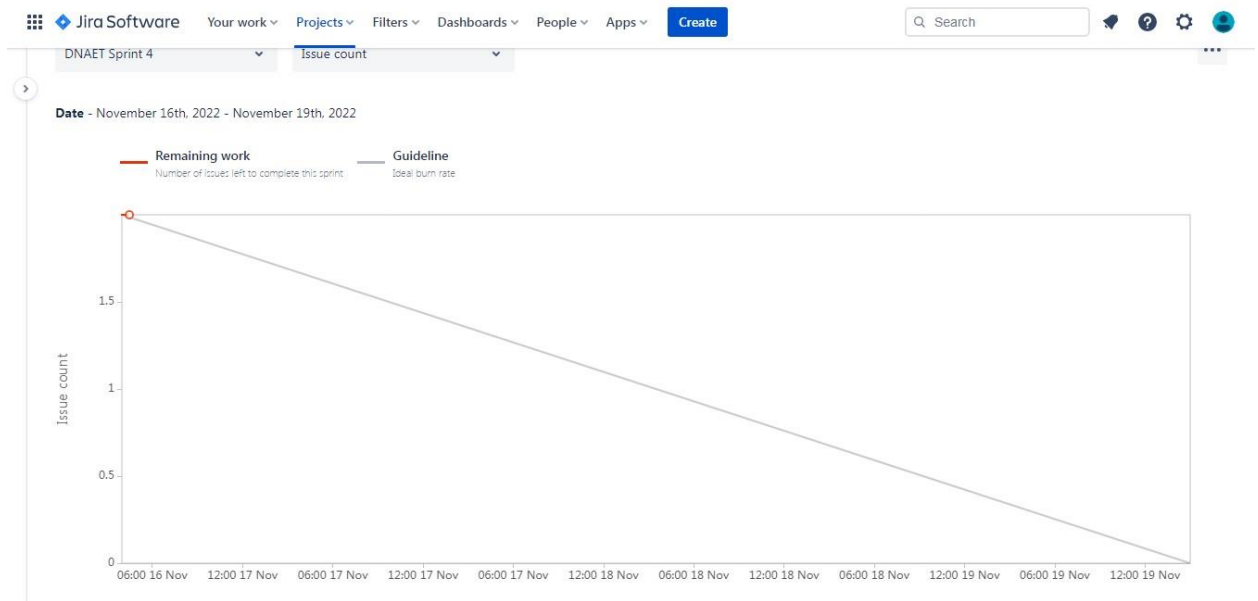 Jira Software Your work Projects Filters Dashboards People Apps Create Search
DNAET Sprint 4 Issue count
Date - November 16th, 2022 - November 19th, 2022
Remaining work Guideline
Number of issues left to complete this sprint Ideal burn rate
1.5
1
0.5
0
Issue count
06:00 16 Nov 12:00 17 Nov 06:00 17 Nov 12:00 17 Nov 06:00 17 Nov 12:00 18 Nov 06:00 18 Nov 12:00 18 Nov 06:00 18 Nov 12:00 19 Nov 06:00 19 Nov 12:00 19 Nov